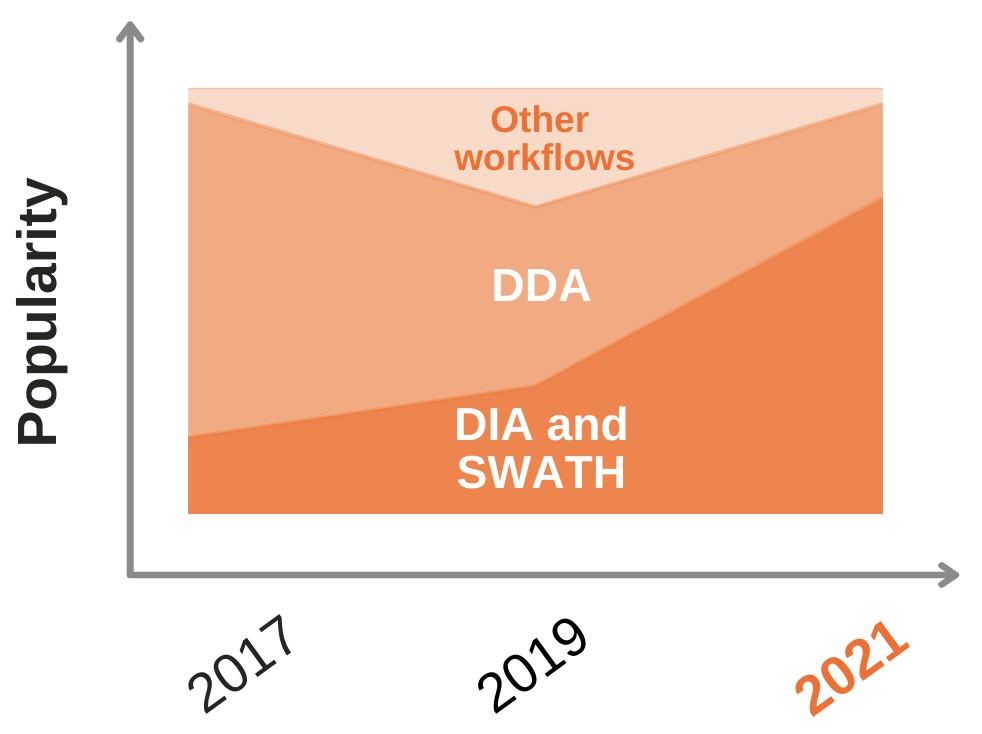 Popularity
Other
workflows
DDA
DIA and
SWATH
2017
2019
2021